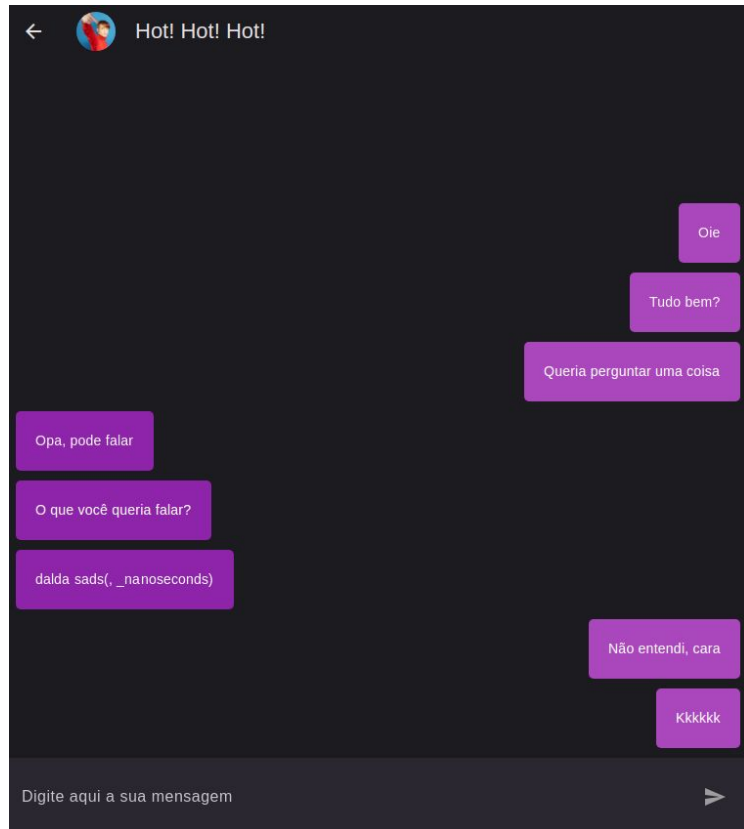 Hot! Hot! Hot!
Oie
Tudo bem?
Queria perguntar uma coisa
Opa, pode falar
O que você queria falar?
dalda sads(, _nanoseconds)
Não entendi, cara
Kkkkkk
Digite aqui a sua mensagem